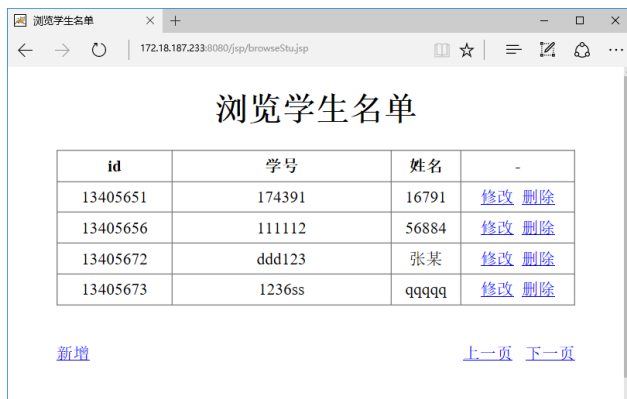 浏览学生名单
172.18.187.233:8080/jsp/browseStu.jsp
浏览学生名单
id 学号 姓名 -
13405651 174391 16791 修改 删除
13405656 111112 56884 修改 删除
13405672 ddd123 张某 修改 删除
13405673 1236ss qqqqq 修改 删除
新增 上一页 下一页